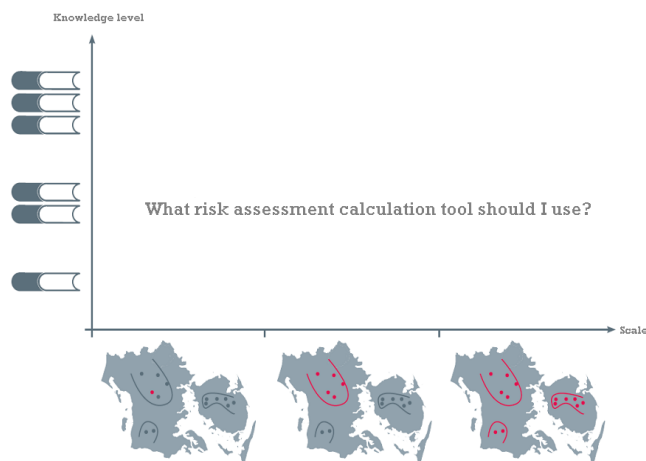 Knowledge level
What risk assessment calculation tool should I use?
Scale